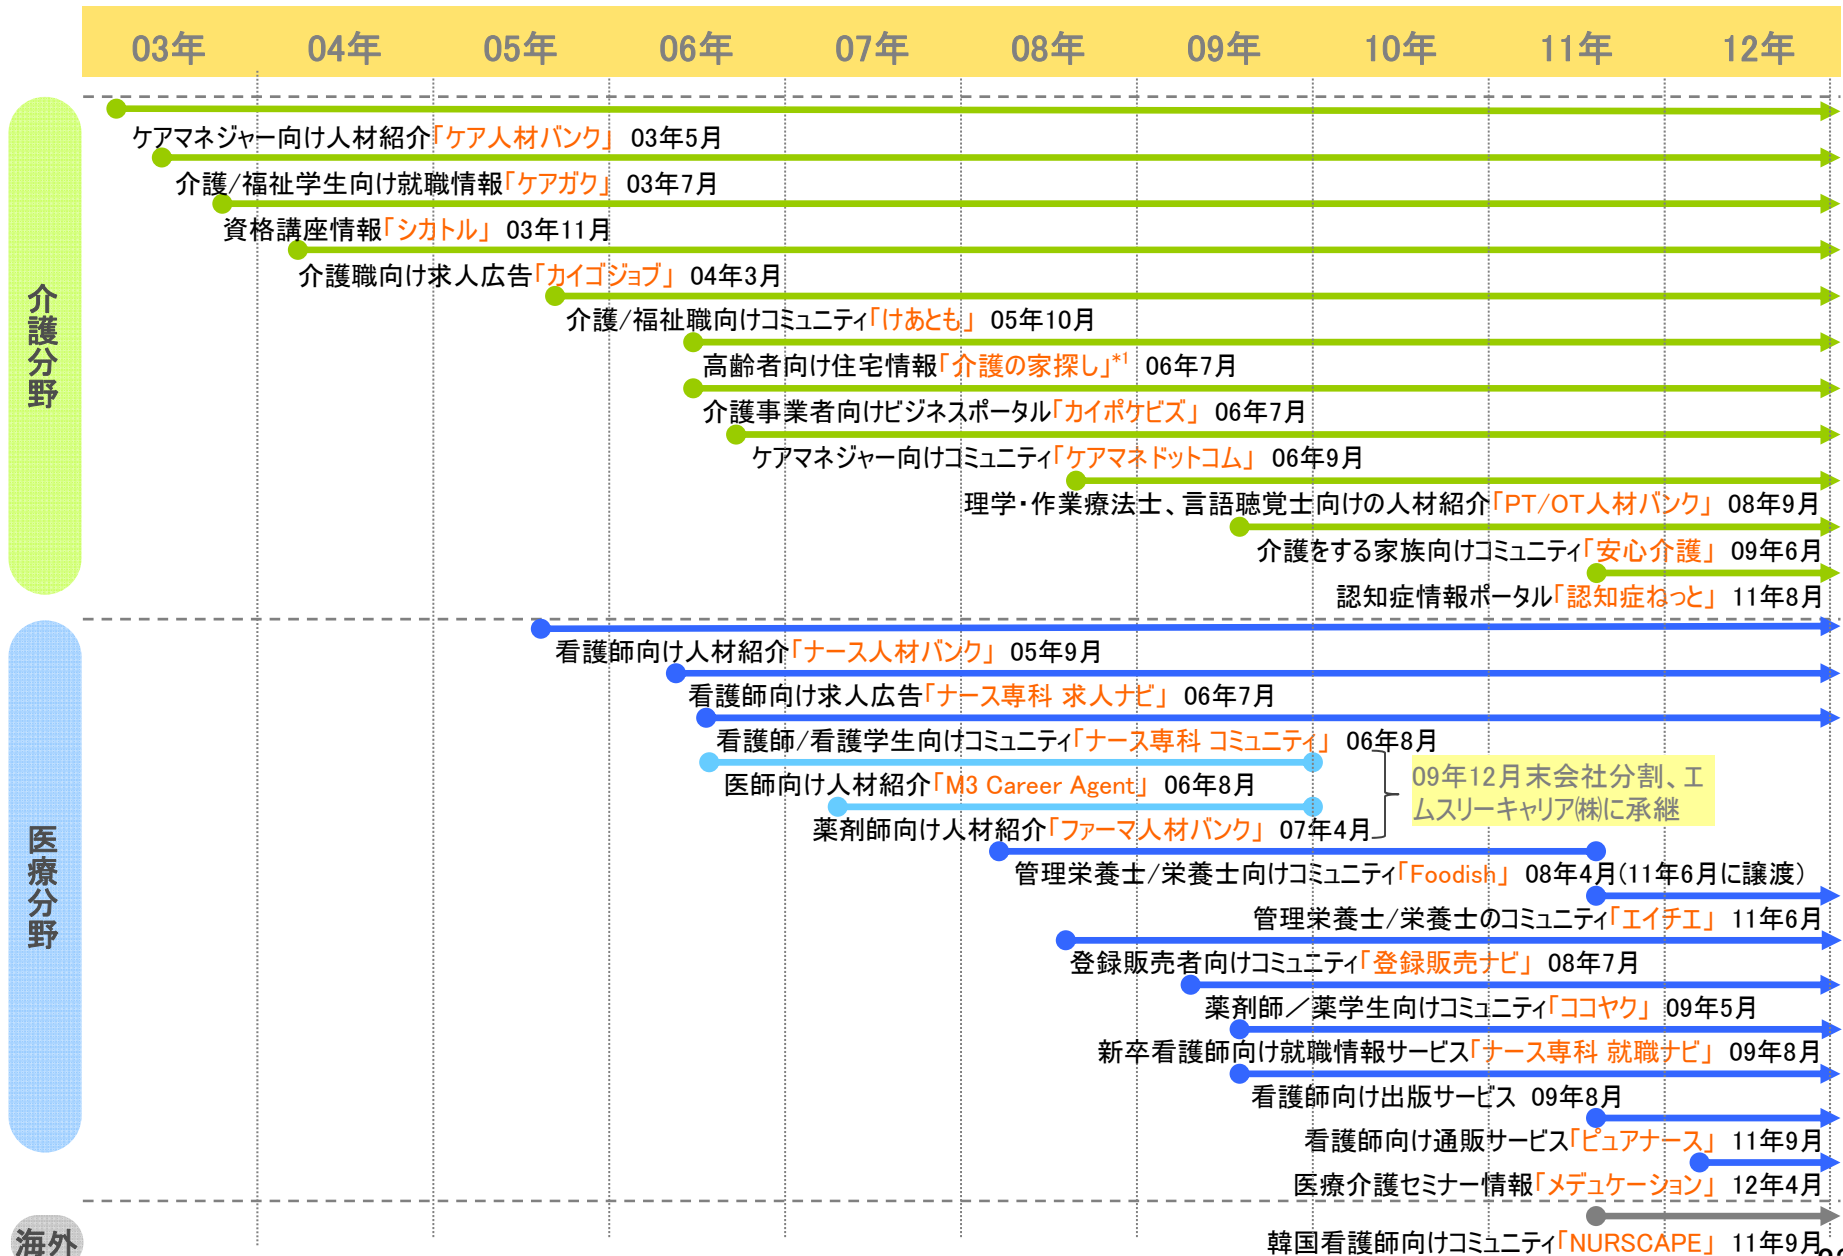 03年 04年 05年 06年 07年 08年 09年 10年 11年 12年
介護分野
ケアマネジャー向け人材紹介「ケア人材バンク」 03年5月
介護/福祉学生向け就職情報「ケアガク」 03年7月
資格講座情報「シカトル」 03年11月
介護職向け求人広告「カイゴジョブ」 04年3月
介護/福祉職向けコミュニティ「けあとも」 05年10月
高齢者向け住宅情報「介護の家探し」*1 06年7月
介護事業者向けビジネスポータル「カイポケビズ」 06年7月
ケアマネジャー向けコミュニティ「ケアマネドットコム」 06年9月
理学・作業療法士、言語聴覚士向けの人材紹介「PT/OT人材バンク」 08年9月
介護をする家族向けコミュニティ「安心介護」 09年6月
認知症情報ポータル「認知症ねっと」 11年8月
医療分野
看護師向け人材紹介「ナース人材バンク」 05年9月
看護師向け求人広告「ナース専科 求人ナビ」 06年7月
看護師/看護学生向けコミュニティ「ナース専科 コミュニティ」 06年8月
医師向け人材紹介「M3 Career Agent」 06年8月
薬剤師向け人材紹介「ファーマ人材バンク」 07年4月
09年12月末会社分割、エ
ムスリーキャリア㈱に承継
管理栄養士/栄養士向けコミュニティ「Foodish」 08年4月(11年6月に譲渡)
管理栄養士/栄養士のコミュニティ「エイチエ」 11年6月
登録販売者向けコミュニティ「登録販売ナビ」 08年7月
薬剤師／薬学生向けコミュニティ「ココヤク」 09年5月
新卒看護師向け就職情報サービス「ナース専科 就職ナビ」 09年8月
看護師向け出版サービス 09年8月
看護師向け通販サービス「ピュアナース」 11年9月
医療介護セミナー情報「メデュケーション」 12年4月
海外
韓国看護師向けコミュニティ「NURSCAPE」 11年9月